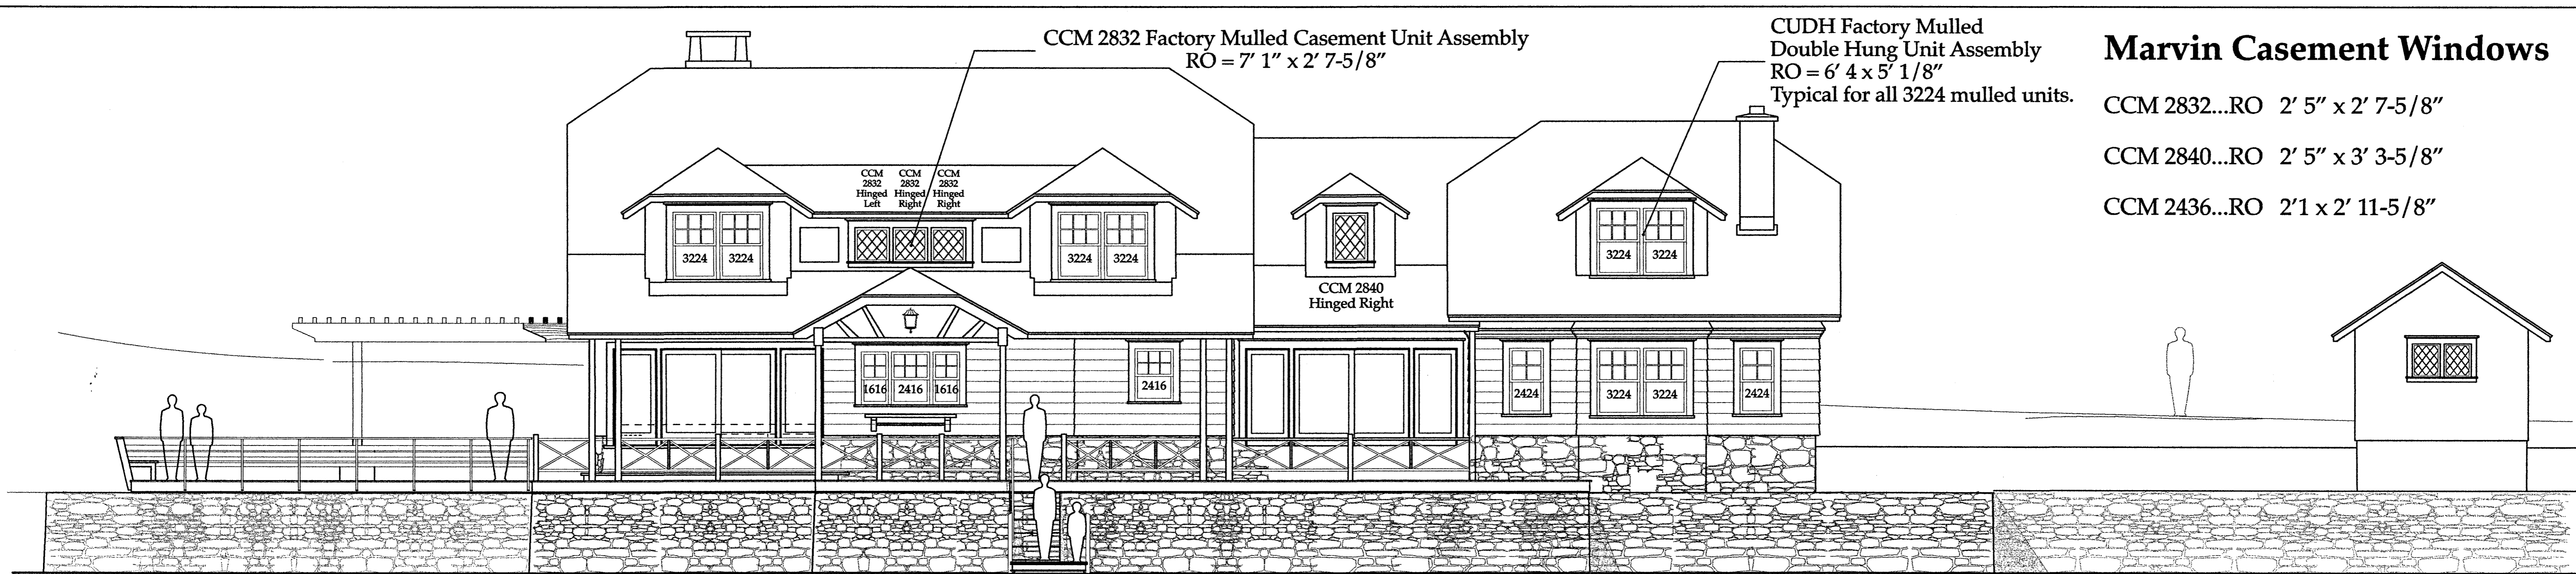 CCM 2832 Factory Mulled Casement Unit Assembly
RO = 7' 1" x 2' 7-5/8"
CUDH Factory Mulled
Double Hung Unit Assembly
RO = 6' 4 x 5' 1/8"
Typical for all 3224 mulled units.
Marvin Casement Windows
CCM 2832...RO 2' 5" x 2' 7-5/8"
CCM 2840...RO 2' 5" x 3' 3-5/8"
CCM 2436...RO 2'1 x 2' 11-5/8"
CCM CCM CCM
2832 2832 2832
Hinged Hinged Hinged
Left Right Right
3224 3224
3224 3224
3224 3224
CCM 2840
Hinged Right
1616 2416 1616
2416
2424
3224 3224
2424